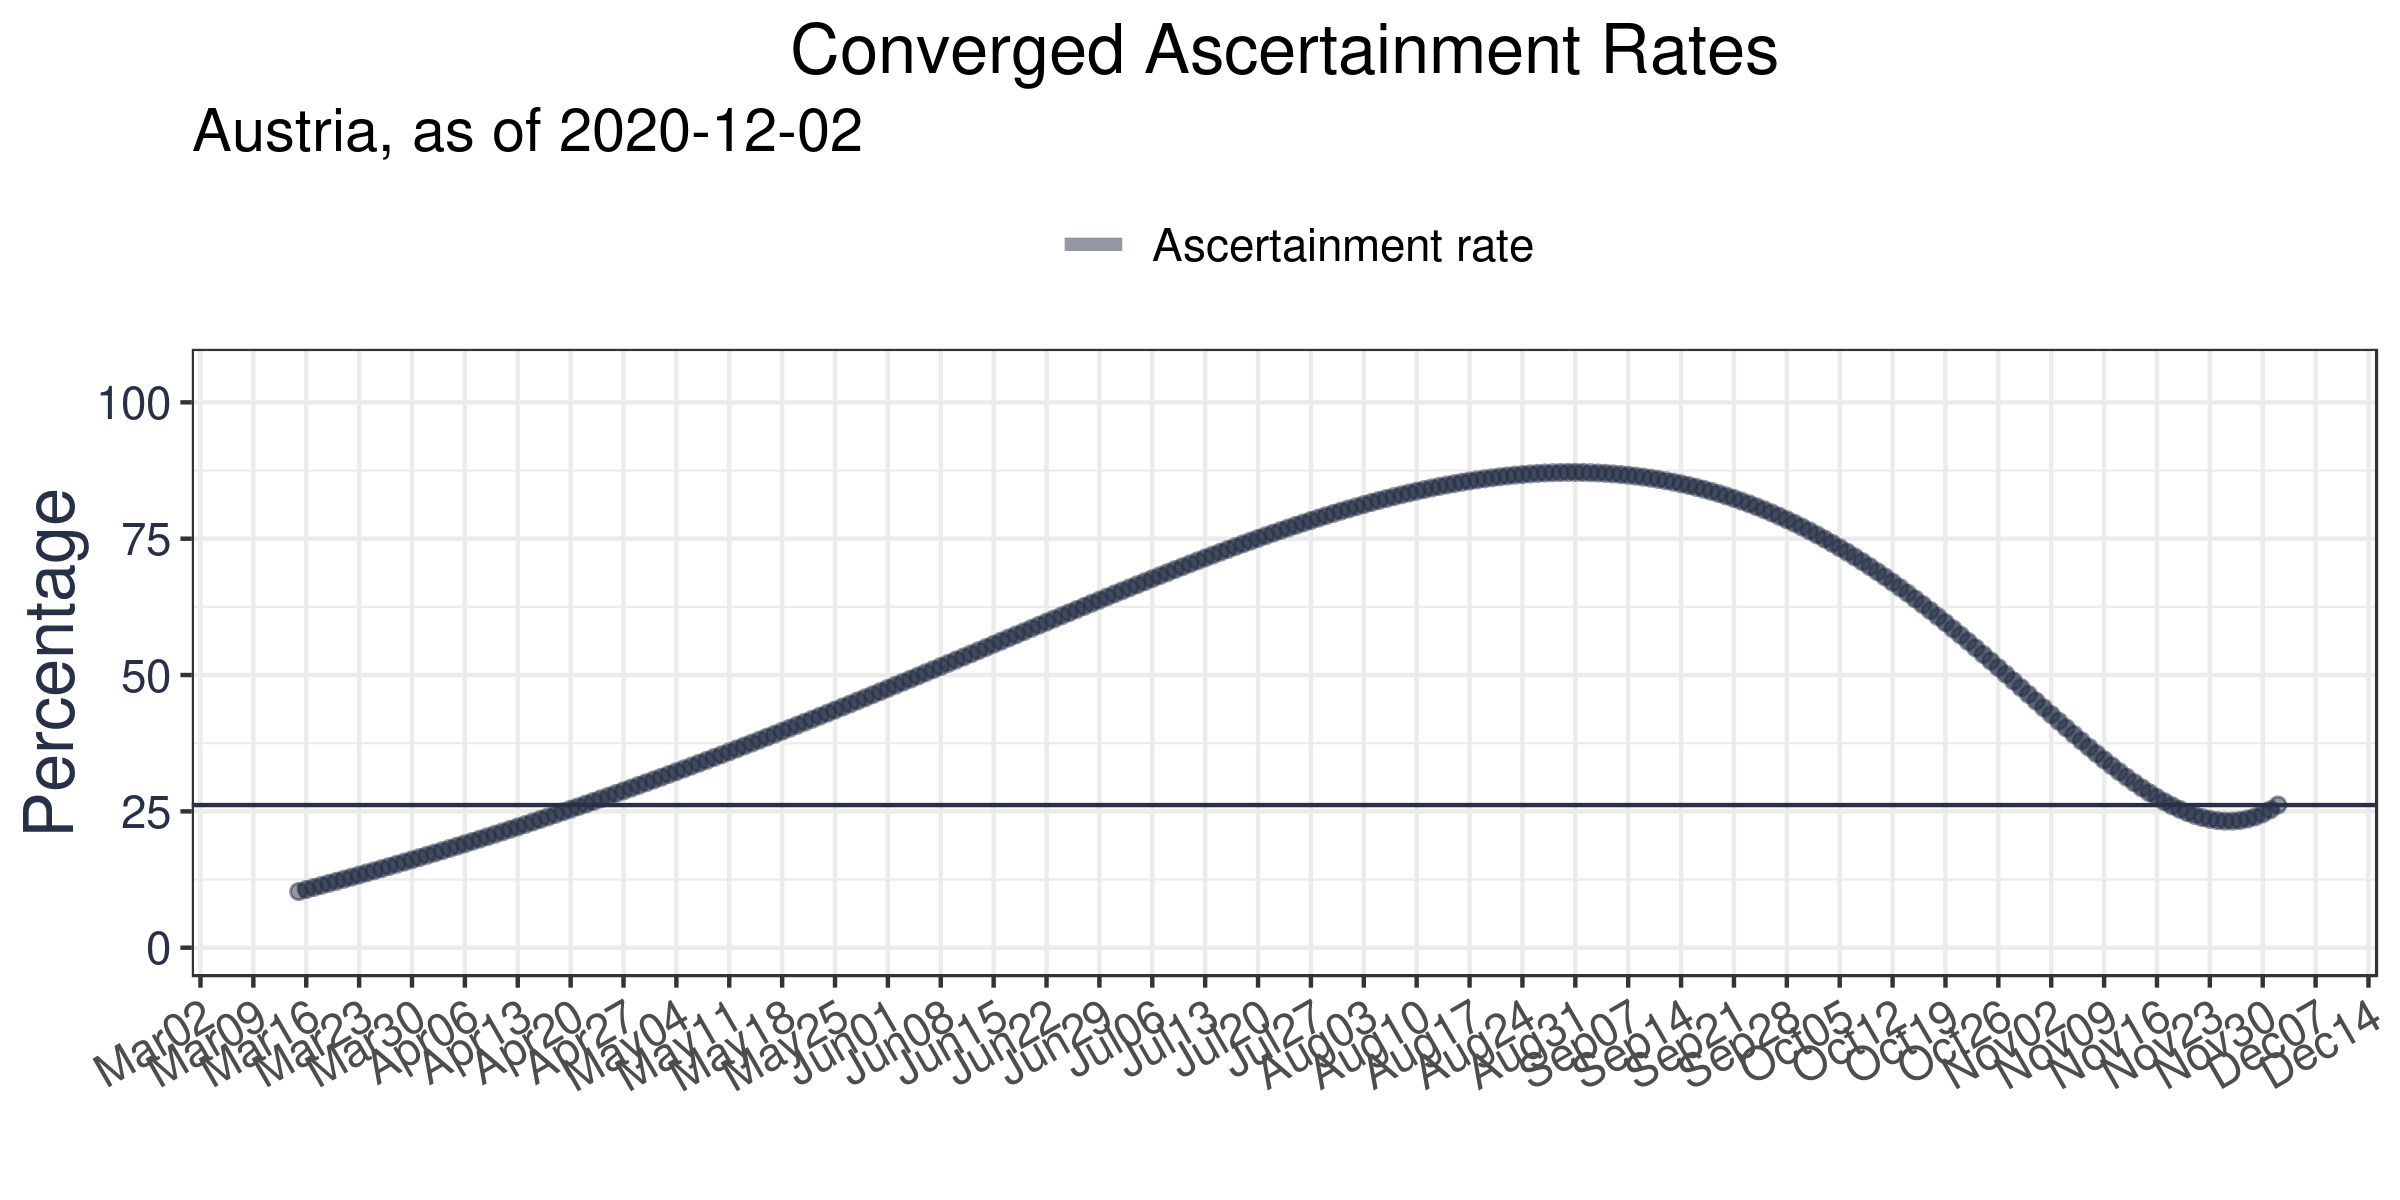 Converged Ascertainment Rates
Austria, as of 2020-12-02
Ascertainment rate
Percentage
100
75
50
25
0
Mar02
Mar09
Mar16
Mar23
Mar30
Apr06
Apr13
Apr20
Apr27
May04
May11
May18
May25
Jun01
Jun08
Jun15
Jun22
Jun29
Jul06
Jul13
Jul20
Jul27
Aug03
Aug10
Aug17
Aug24
Aug31
Sep07
Sep14
Sep21
Sep28
Oct05
Oct12
Oct19
Oct26
Nov02
Nov09
Nov16
Nov23
Nov30
Dec07
Dec14